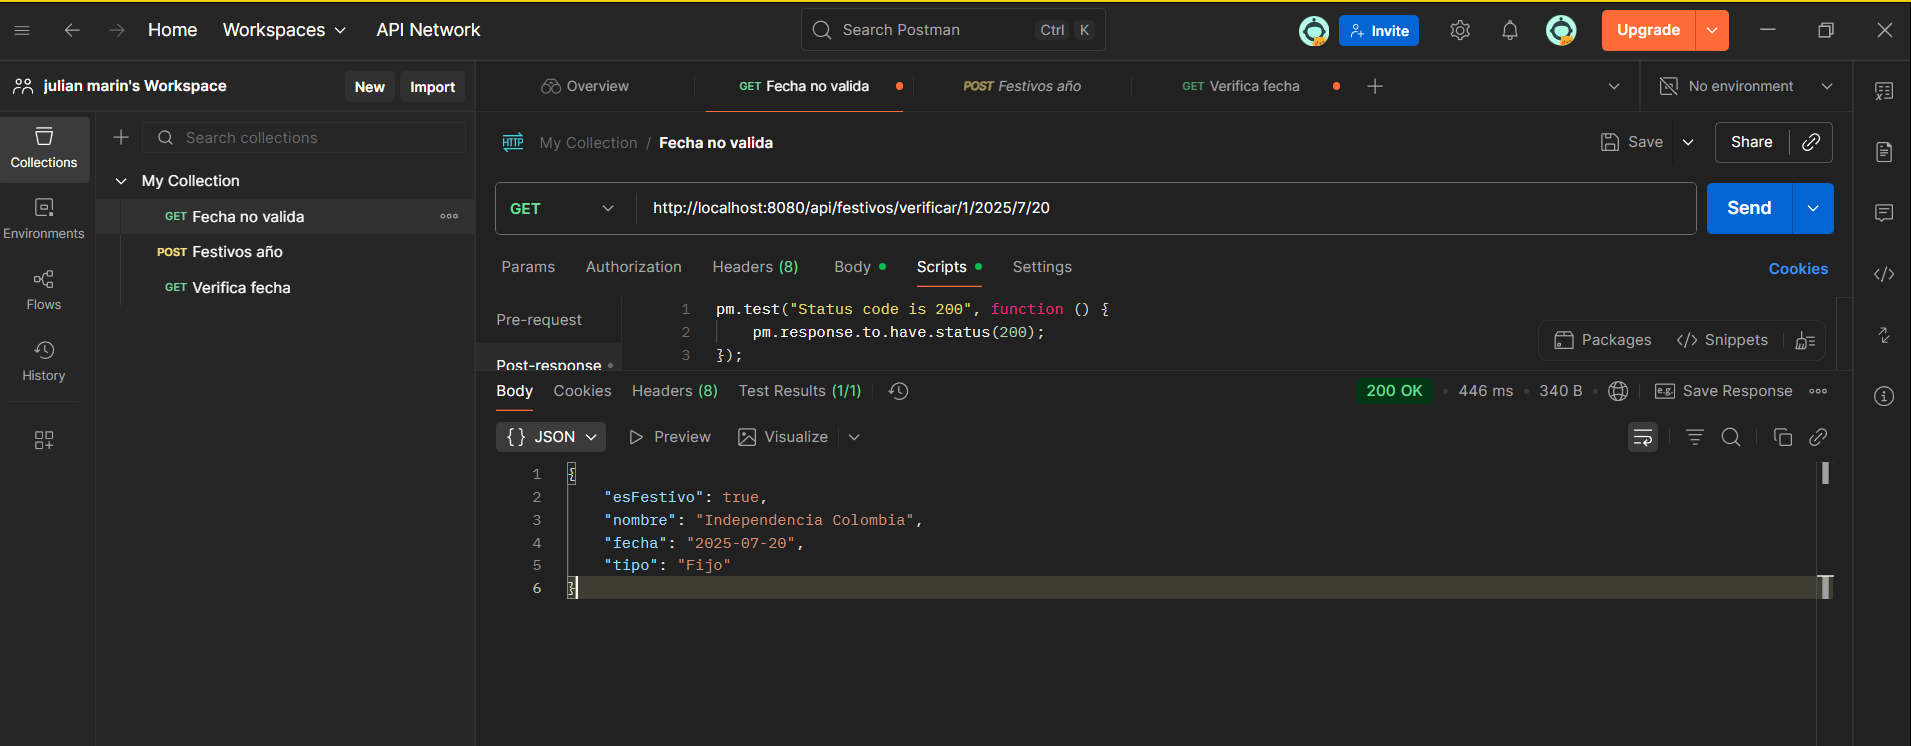 Home Workspaces API Network Search Postman Ctrl K Invite Upgrade
julian marin's Workspace New Import Overview GET Fecha no valida POST Festivos año GET Verifica fecha No environment
Collections
Environments
Flows
History
Search collections
My Collection
GET Fecha no valida
POST Festivos año
GET Verifica fecha
HTTP My Collection / Fecha no valida Save Share
GET http://localhost:8080/api/festivos/verificar/1/2025/7/20 Send
Params Authorization Headers (8) Body Scripts Settings Cookies
Pre-request
Post-response
1 pm.test("Status code is 200", function () {
2 pm.response.to.have.status(200);
3 });
Packages </> Snippets
Body Cookies Headers (8) Test Results (1/1) 200 OK 446 ms 340 B e.g. Save Response
{} JSON Preview Visualize
1 {
2 "esFestivo": true,
3 "nombre": "Independencia Colombia",
4 "fecha": "2025-07-20",
5 "tipo": "Fijo"
6 }